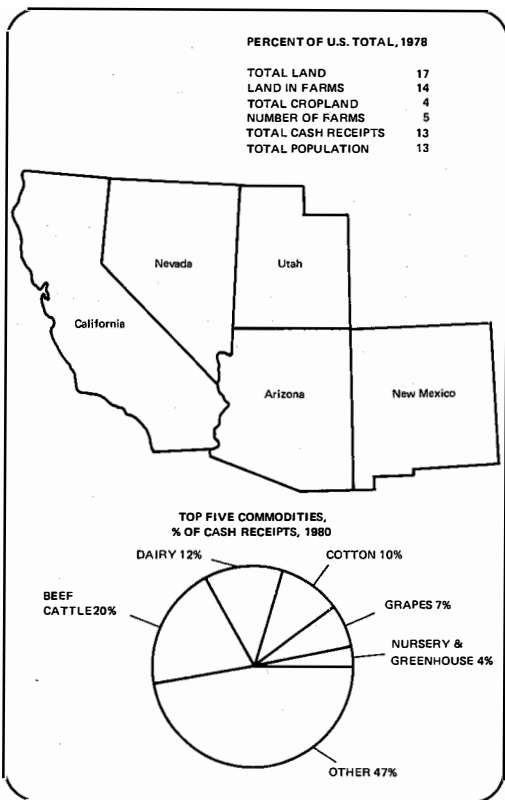 PERCENT OF U.S. TOTAL, 1978
TOTAL LAND 17
LAND IN FARMS 14
TOTAL CROPLAND 4
NUMBER OF FARMS 5
TOTAL CASH RECEIPTS 13
TOTAL POPULATION 13
Nevada
Utah
California
Arizona
New Mexico
TOP FIVE COMMODITIES,
% OF CASH RECEIPTS, 1980
DAIRY 12%
COTTON 10%
BEEF
CATTLE 20%
GRAPES 7%
NURSERY &
GREENHOUSE 4%
OTHER 47%